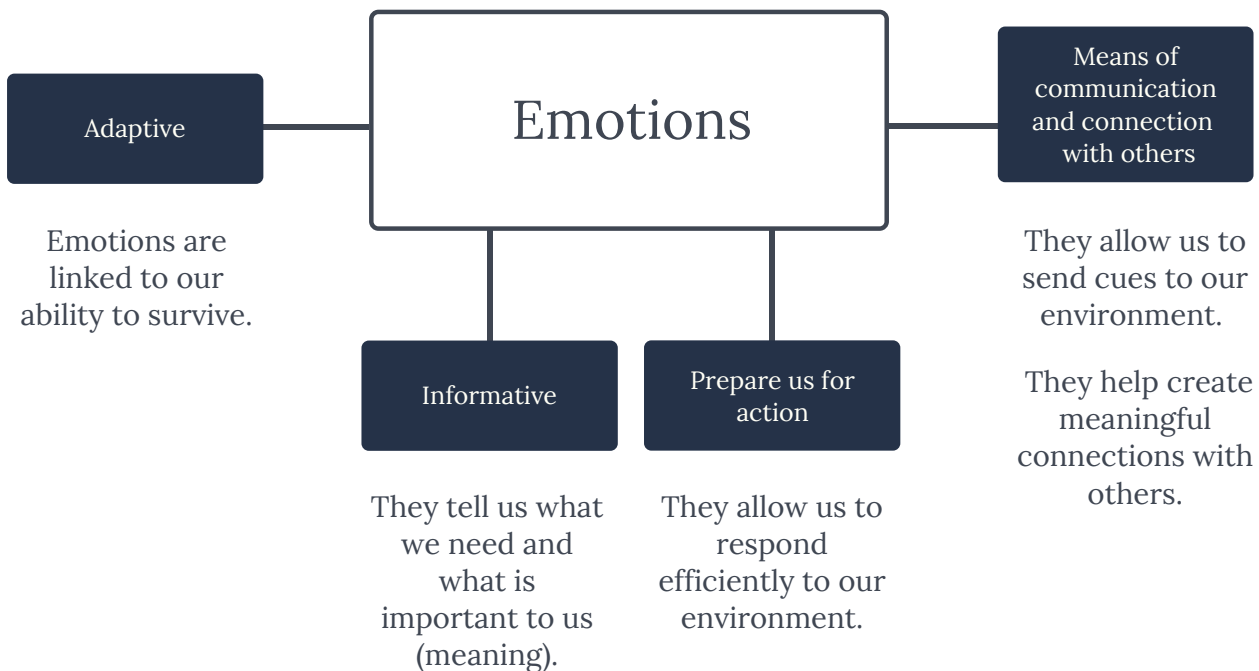 Emotions
Adaptive
Emotions are
linked to our
ability to survive.
Informative
They tell us what
we need and
what is
important to us
(meaning).
Prepare us for
action
They allow us to
respond
efficiently to our
environment.
Means of
communication
and connection
with others
They allow us to
send cues to our
environment.
They help create
meaningful
connections with
others.